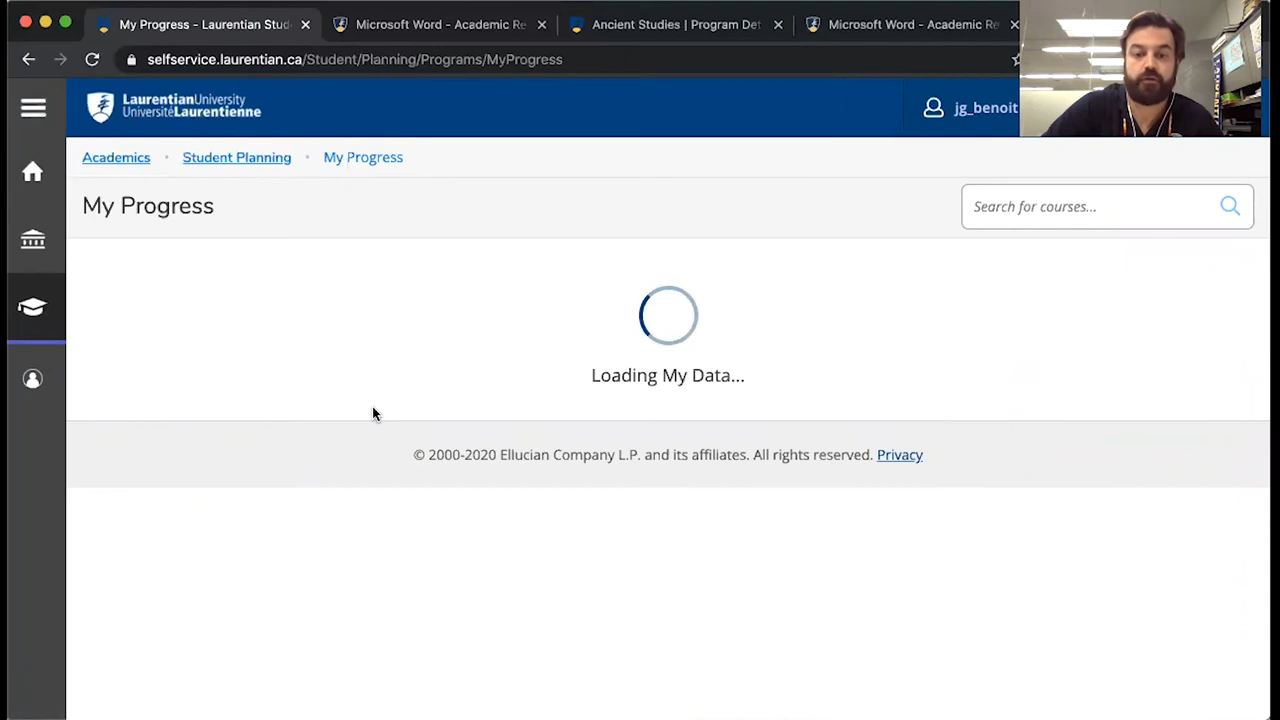 My Progress - Laurentian Stud
Microsoft Word - Academic Re
Ancient Studies | Program Det
Microsoft Word - Academic Re
selfservice.laurentian.ca/Student/Planning/Programs/MyProgress
LaurentianUniversity
UniversitéLaurentienne
jg_benoit
Academics • Student Planning • My Progress
My Progress
Search for courses...
Loading My Data...
© 2000-2020 Ellucian Company L.P. and its affiliates. All rights reserved. Privacy